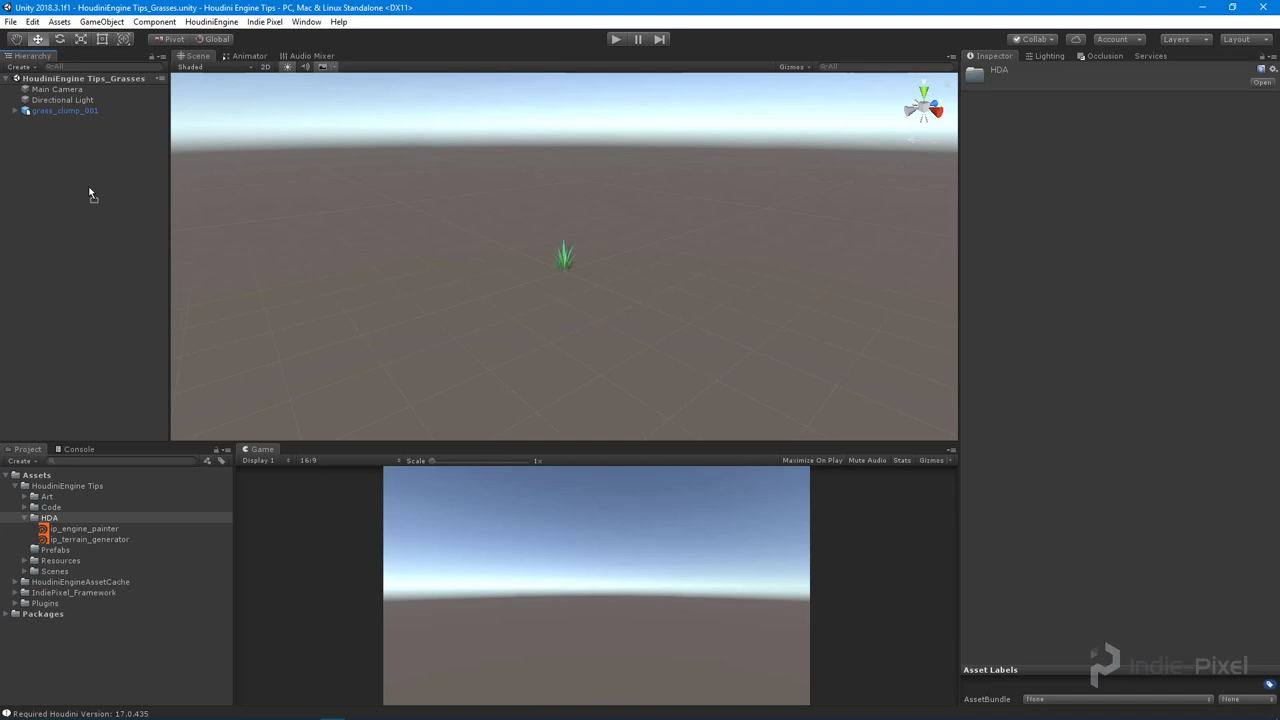 Unity 2018.3.1f1 - HoudiniEngine Tips_Grasses.unity - Houdini Engine Tips - PC, Mac & Linux Standalone <DX11>
File Edit Assets GameObject Component HoudiniEngine Indie Pixel Window Help
Pivot Global Collab Account Layers Layout
Hierarchy Scene Animator Audio Mixer Inspector Lighting Occlusion Services
Create All Shaded 2D Gizmos All HDA
Open
HoudiniEngine Tips_Grasses
Main Camera
Directional Light
grass_clump_001
Project Console Game
Create Display 1 16:9 Scale 1x Maximize On Play Mute Audio Stats Gizmos
Assets
HoudiniEngine Tips
Art
Code
HDA
ip_engine_painter
ip_terrain_generator
Prefabs
Resources
Scenes
HoudiniEngineAssetCache
IndiePixel_Framework
Plugins
Packages
Indie-Pixel
Asset Labels
AssetBundle None None
Required Houdini Version: 17.0.435